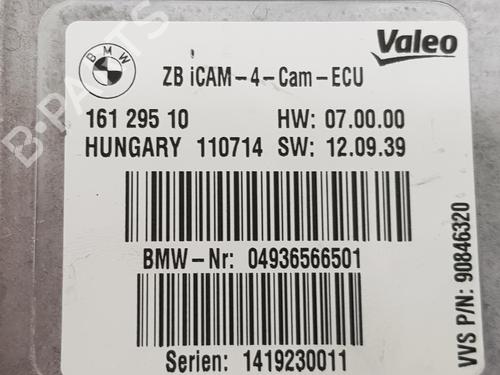 BMW
Valeo
ZB iCAM-4-Cam-ECU
161 295 10 HW: 07.00.00
HUNGARY 110714 SW: 12.09.39
BMW-Nr: 04936566501
Serien: 1419230011
VVS P/N: 90846320